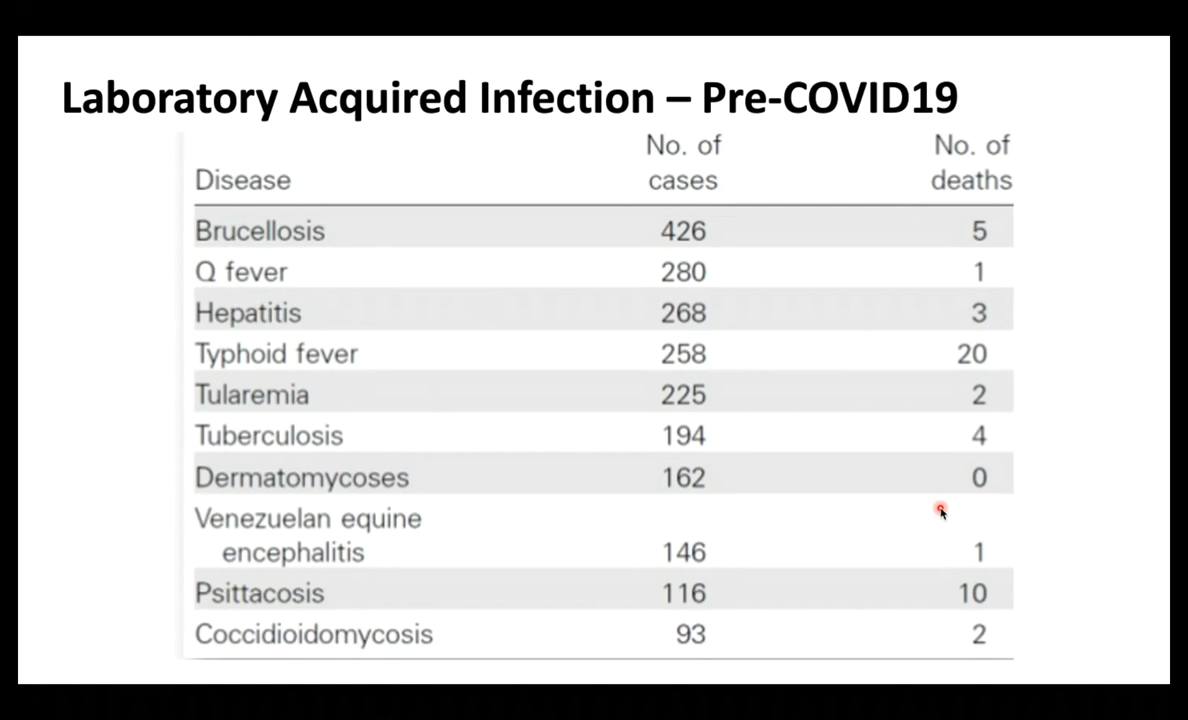 Laboratory Acquired Infection – Pre-COVID19
Disease No. of cases No. of deaths
Brucellosis 426 5
Q fever 280 1
Hepatitis 268 3
Typhoid fever 258 20
Tularemia 225 2
Tuberculosis 194 4
Dermatomycoses 162 0
Venezuelan equine
encephalitis 146 1
Psittacosis 116 10
Coccidioidomycosis 93 2